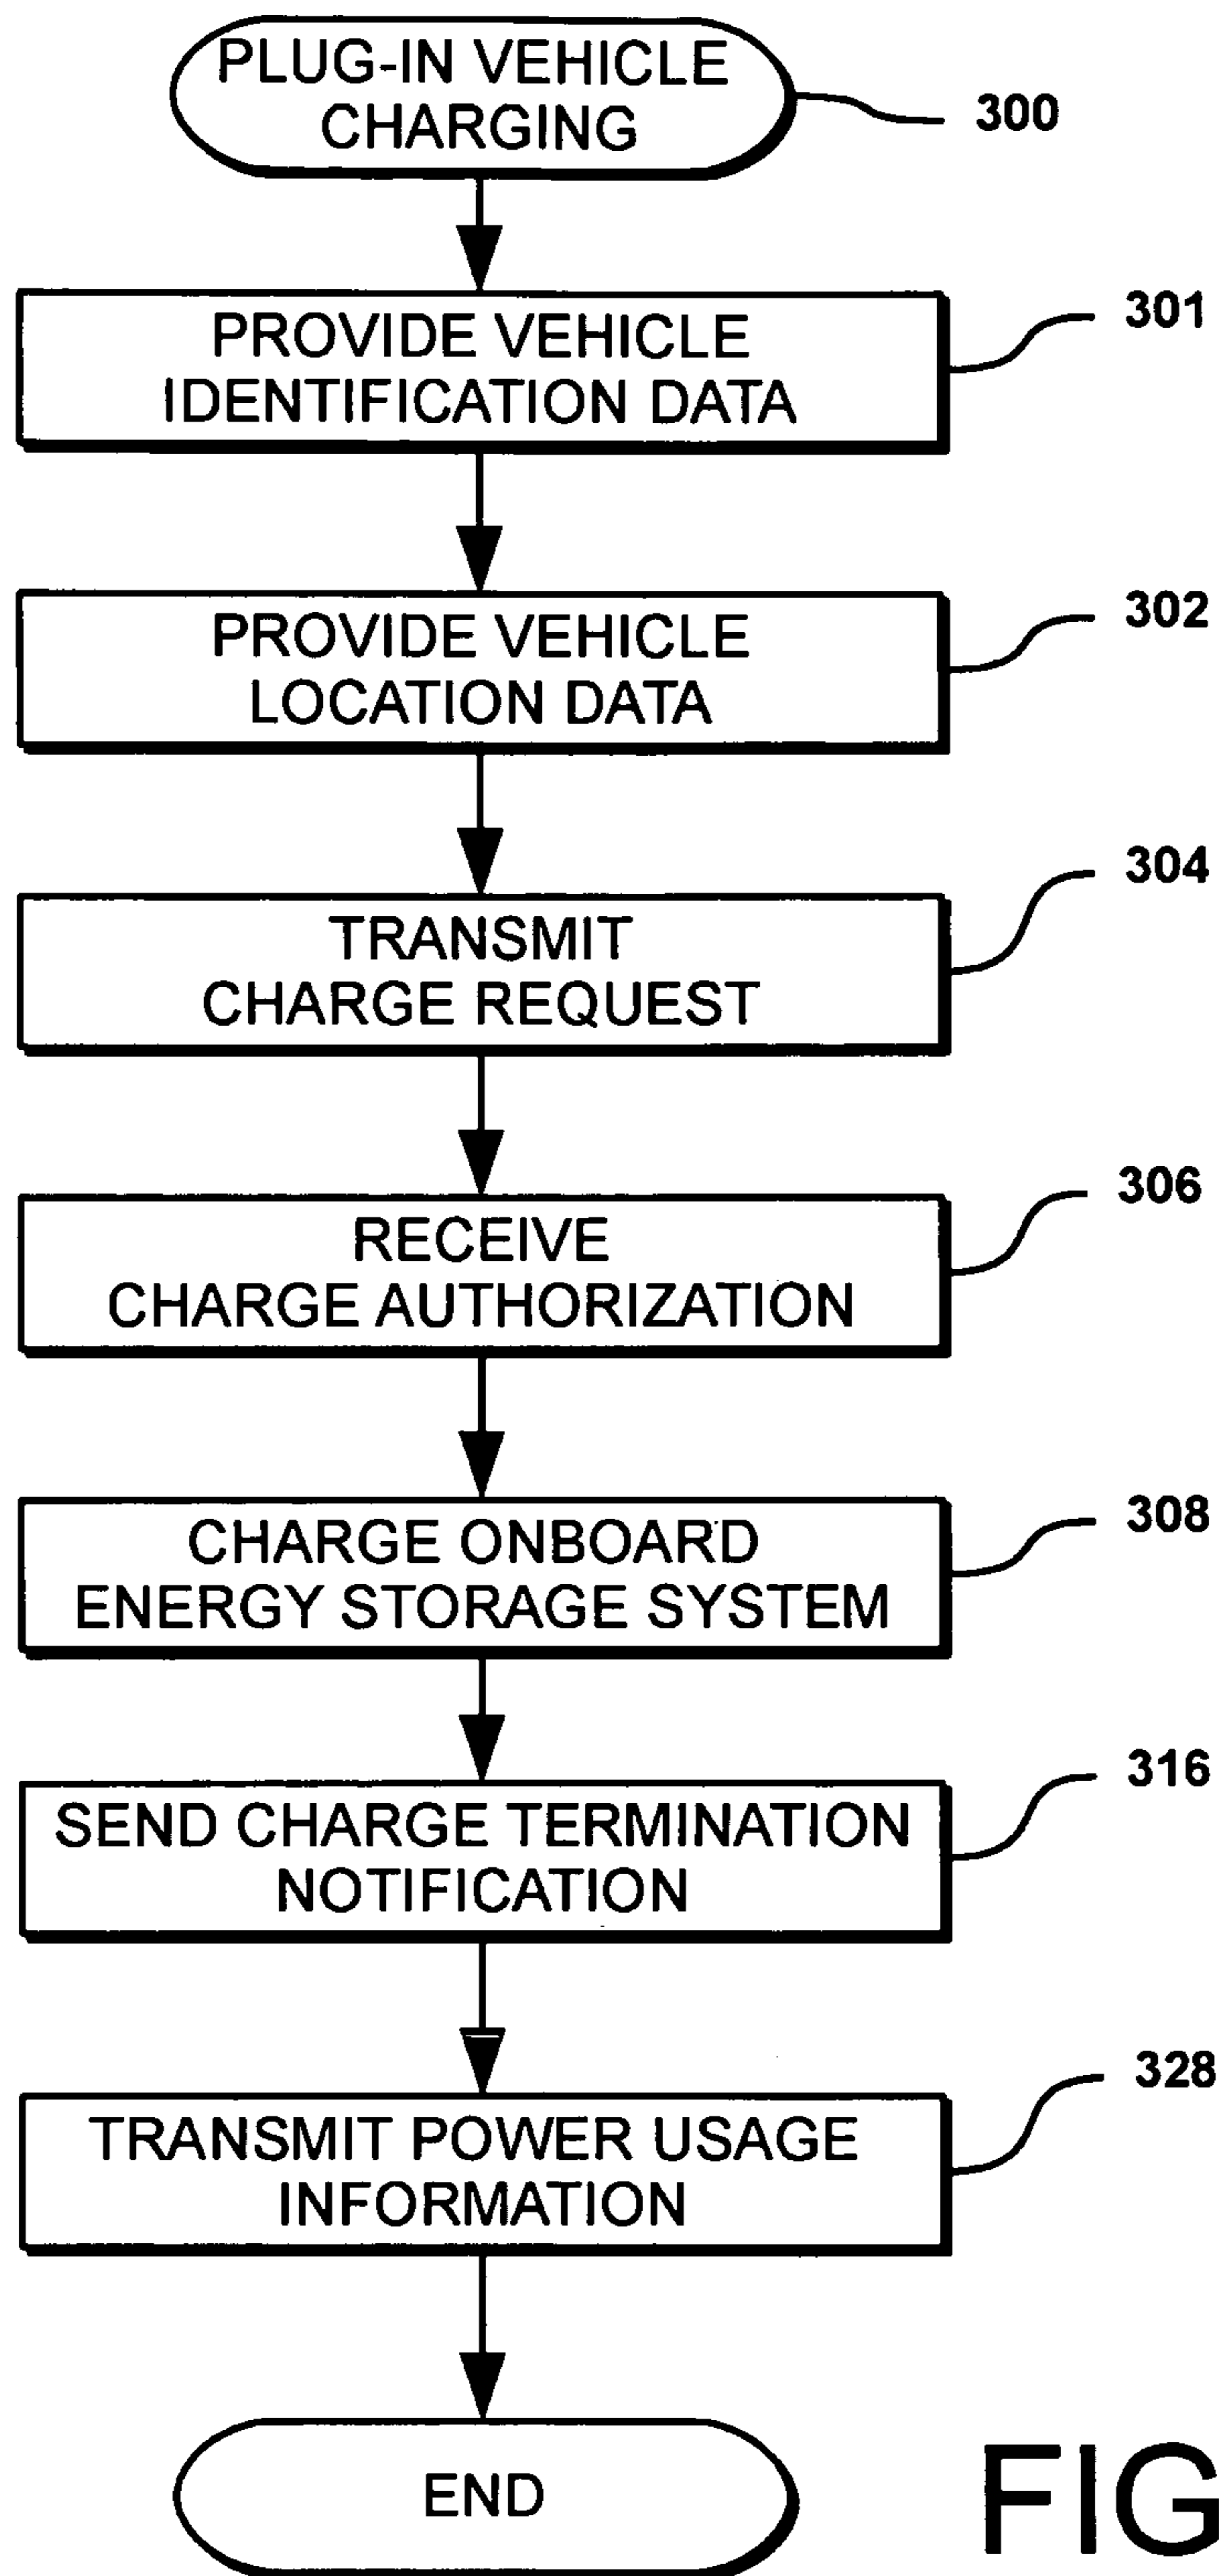 PLUG-IN VEHICLE
CHARGING
300
PROVIDE VEHICLE
IDENTIFICATION DATA
301
PROVIDE VEHICLE
LOCATION DATA
302
TRANSMIT
CHARGE REQUEST
304
RECEIVE
CHARGE AUTHORIZATION
306
CHARGE ONBOARD
ENERGY STORAGE SYSTEM
308
SEND CHARGE TERMINATION
NOTIFICATION
316
TRANSMIT POWER USAGE
INFORMATION
328
END
FIG